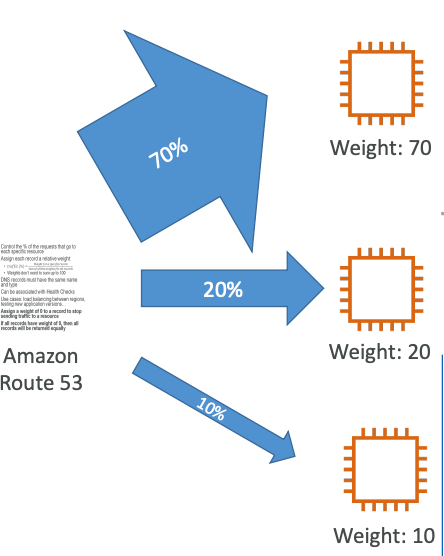 70%
Weight: 70
Control the % of the requests that go to
each specific resource
Assign each record a relative weight:
• Weights don't need to sum up to 100
DNS records must have the same name
and type
Can be associated with Health Checks
Use cases: load balancing between regions,
testing new application versions...
Assign a weight of 0 to a record to stop
sending traffic to a resource
If all records have weight of 0, then all
records will be returned equally
20%
Weight: 20
Amazon
Route 53
10%
Weight: 10